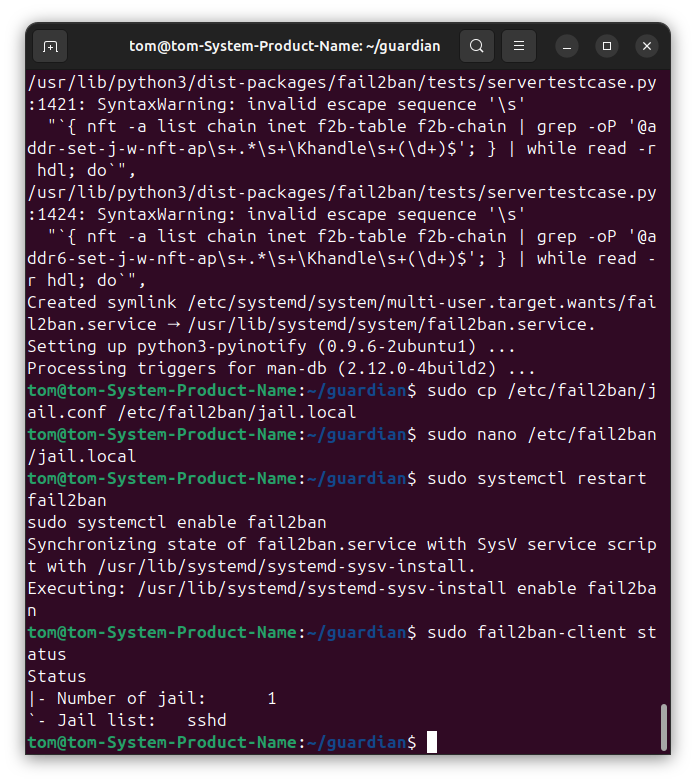 tom@tom-System-Product-Name: ~/guardian
/usr/lib/python3/dist-packages/fail2ban/tests/servertestcase.py
:1421: SyntaxWarning: invalid escape sequence '\s'
  "`{ nft -a list chain inet f2b-table f2b-chain | grep -oP '@a
ddr-set-j-w-nft-ap\s+.*\s+\Khandle\s+(\d+)$'; } | while read -r
 hdl; do`",
/usr/lib/python3/dist-packages/fail2ban/tests/servertestcase.py
:1424: SyntaxWarning: invalid escape sequence '\s'
  "`{ nft -a list chain inet f2b-table f2b-chain | grep -oP '@a
ddr6-set-j-w-nft-ap\s+.*\s+\Khandle\s+(\d+)$'; } | while read -
r hdl; do`",
Created symlink /etc/systemd/system/multi-user.target.wants/fai
l2ban.service → /usr/lib/systemd/system/fail2ban.service.
Setting up python3-pyinotify (0.9.6-2ubuntu1) ...
Processing triggers for man-db (2.12.0-4build2) ...
tom@tom-System-Product-Name:~/guardian$ sudo cp /etc/fail2ban/j
ail.conf /etc/fail2ban/jail.local
tom@tom-System-Product-Name:~/guardian$ sudo nano /etc/fail2ban
/jail.local
tom@tom-System-Product-Name:~/guardian$ sudo systemctl restart
fail2ban
sudo systemctl enable fail2ban
Synchronizing state of fail2ban.service with SysV service scrip
t with /usr/lib/systemd/systemd-sysv-install.
Executing: /usr/lib/systemd/systemd-sysv-install enable fail2ba
n
tom@tom-System-Product-Name:~/guardian$ sudo fail2ban-client st
atus
Status
|- Number of jail:      1
`- Jail list:   sshd
tom@tom-System-Product-Name:~/guardian$